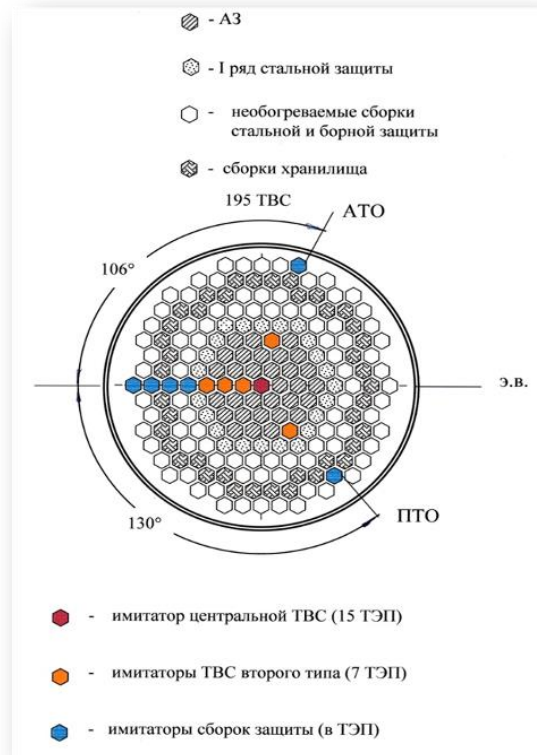 - АЗ
- I ряд стальной защиты
- необогреваемые сборки
стальной и борной защиты
- сборки хранилища
195 ТВС
АТО
106°
э.в.
130°
ПТО
- имитатор центральной ТВС (15 ТЭП)
- имитаторы ТВС второго типа (7 ТЭП)
- имитаторы сборок защиты (в ТЭП)